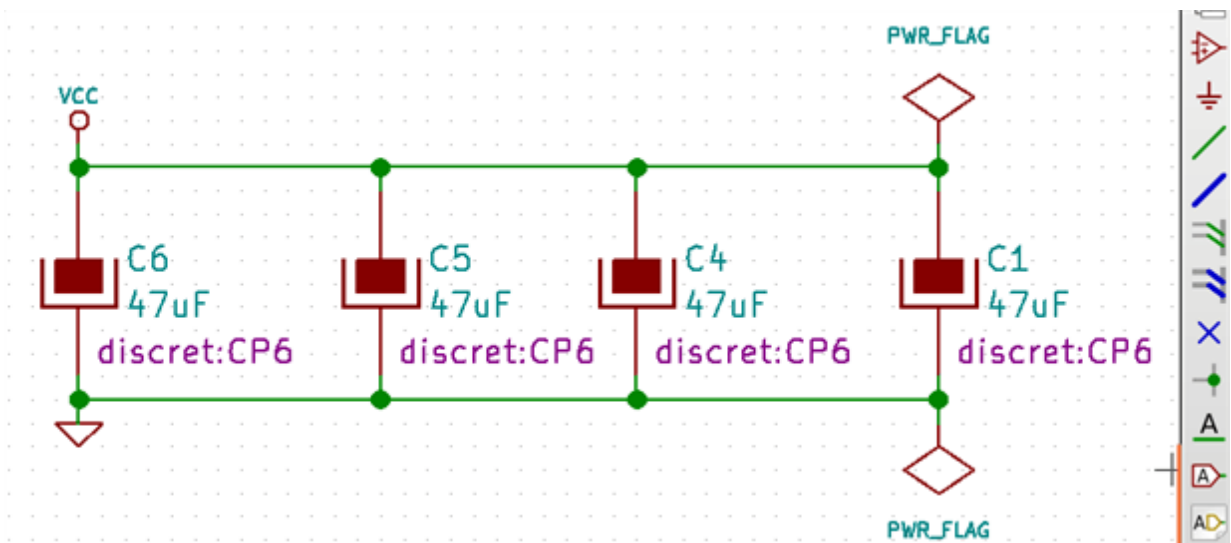 PWR_FLAG
VCC
C6
47uF
discret:CP6
C5
47uF
discret:CP6
C4
47uF
discret:CP6
C1
47uF
discret:CP6
PWR_FLAG
A
A
AD